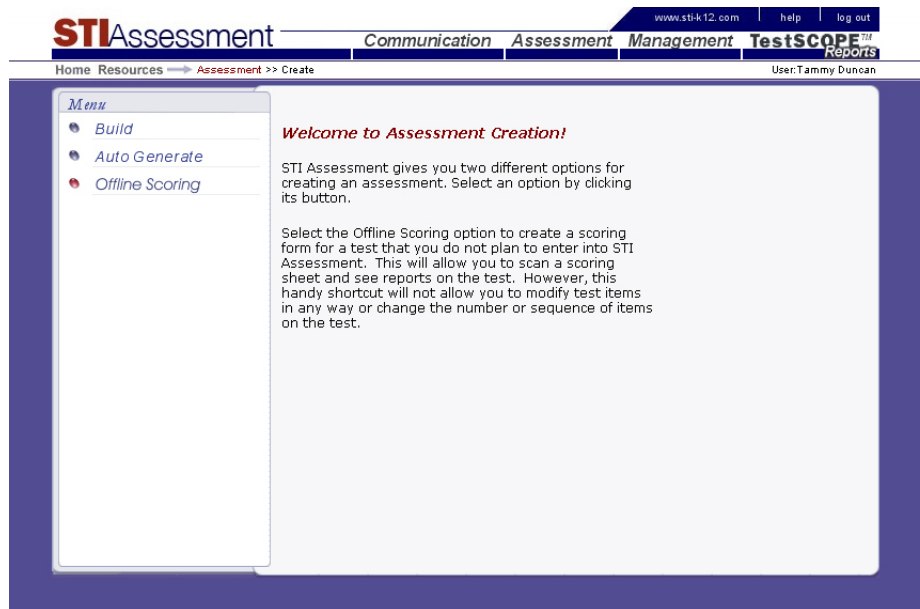 www.sti-k12.com help log out
STIAssessment
Communication Assessment Management TestSCOPE™
Reports
Home Resources Assessment >> Create User:Tammy Duncan
Menu
Build
Auto Generate
Offline Scoring
Welcome to Assessment Creation!
STI Assessment gives you two different options for
creating an assessment. Select an option by clicking
its button.
Select the Offline Scoring option to create a scoring
form for a test that you do not plan to enter into STI
Assessment. This will allow you to scan a scoring
sheet and see reports on the test. However, this
handy shortcut will not allow you to modify test items
in any way or change the number or sequence of items
on the test.